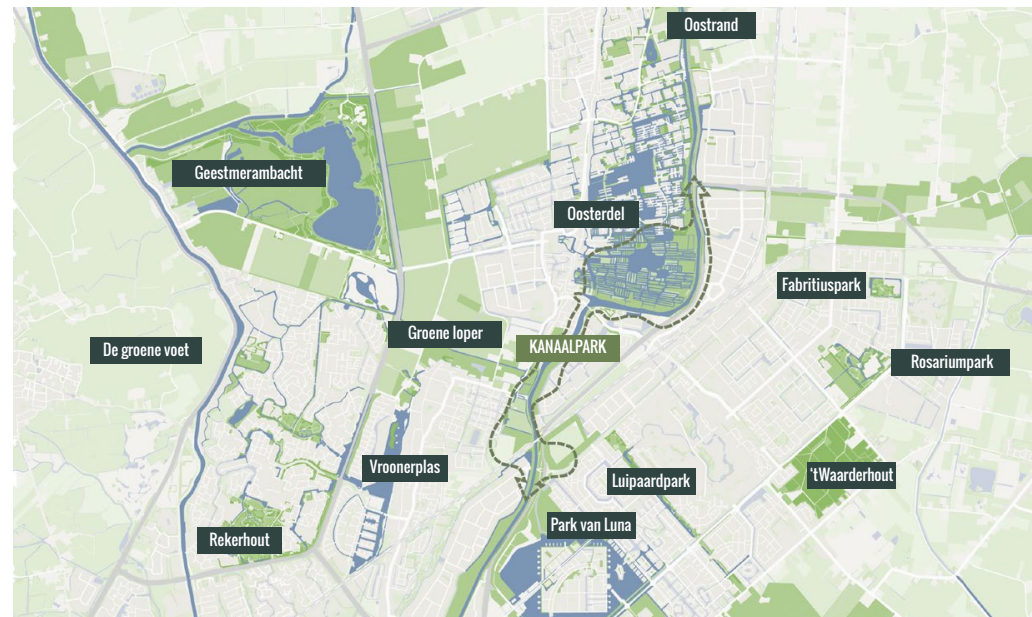 Oostrand
Geestmerambacht
Oosterdel
Fabritiuspark
Groene loper
De groene voet
KANAALPARK
Rosariumpark
Vroonerplas
Luipaardpark
'tWaarderhout
Park van Luna
Rekerhout